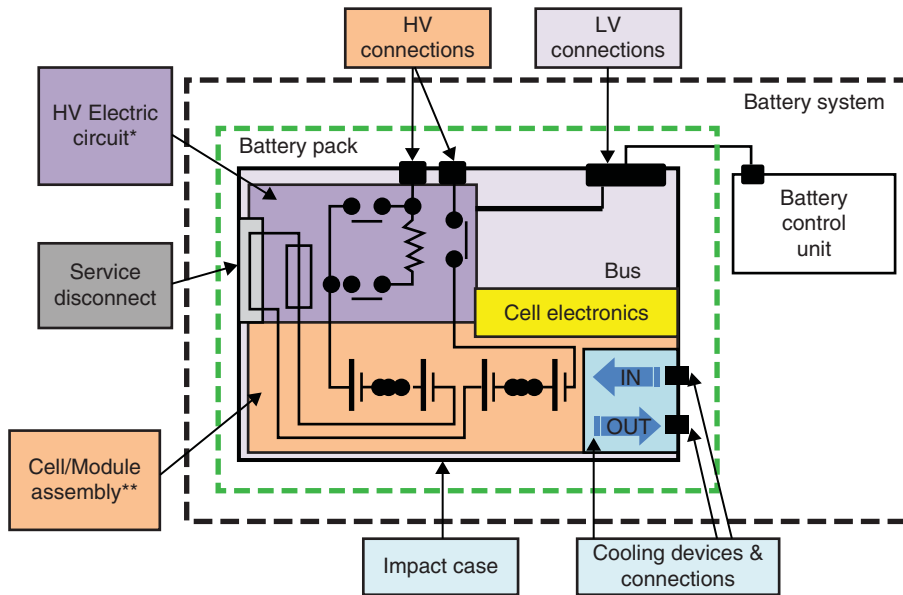 HV
connections
LV
connections
HV Electric
circuit*
Battery system
Battery pack
Battery
control
unit
Service
disconnect
Bus
Cell electronics
IN
OUT
Cell/Module
assembly**
Impact case
Cooling devices &
connections